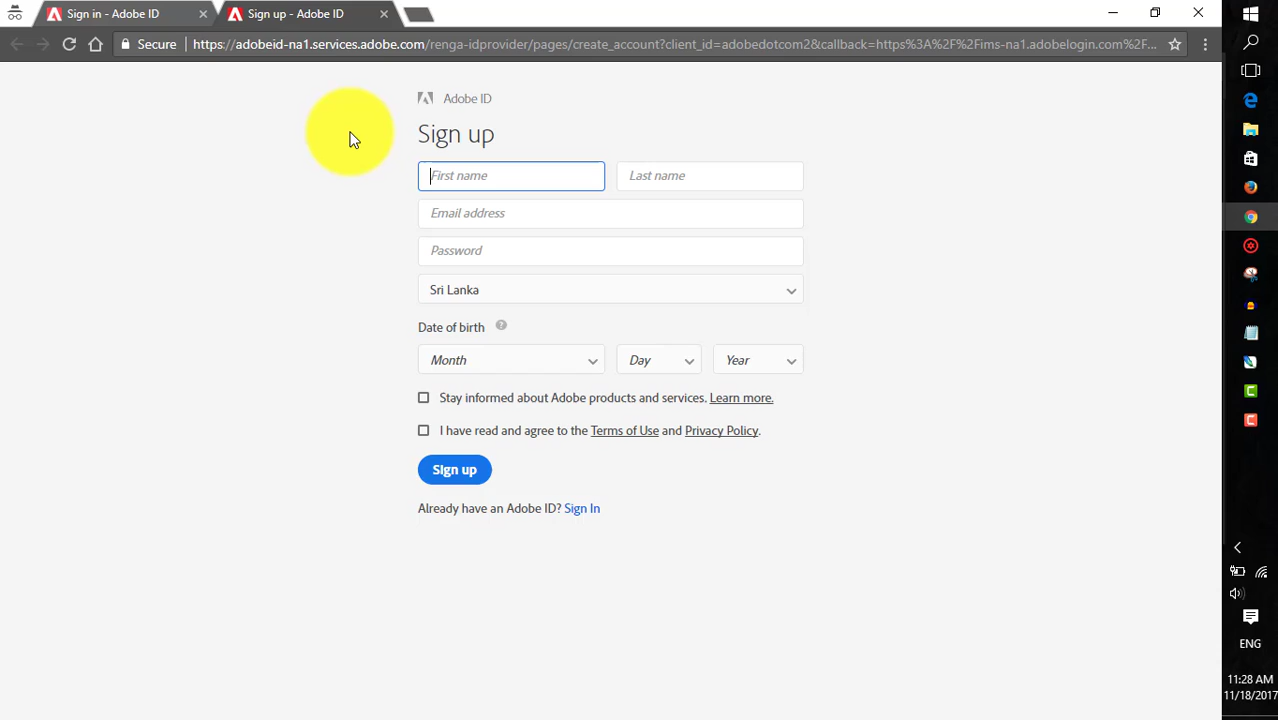 Sign in - Adobe ID
Sign up - Adobe ID
Secure https://adobeid-na1.services.adobe.com/renga-idprovider/pages/create_account?client_id=adobedotcom2&callback=https%3A%2F%2Fims-na1.adobelogin.com%2F...
Adobe ID
Sign up
First name Last name
Email address
Password
Sri Lanka
Date of birth ?
Month Day Year
Stay informed about Adobe products and services. Learn more.
I have read and agree to the Terms of Use and Privacy Policy.
Sign up
Already have an Adobe ID? Sign In
ENG
11:28 AM
11/18/2017